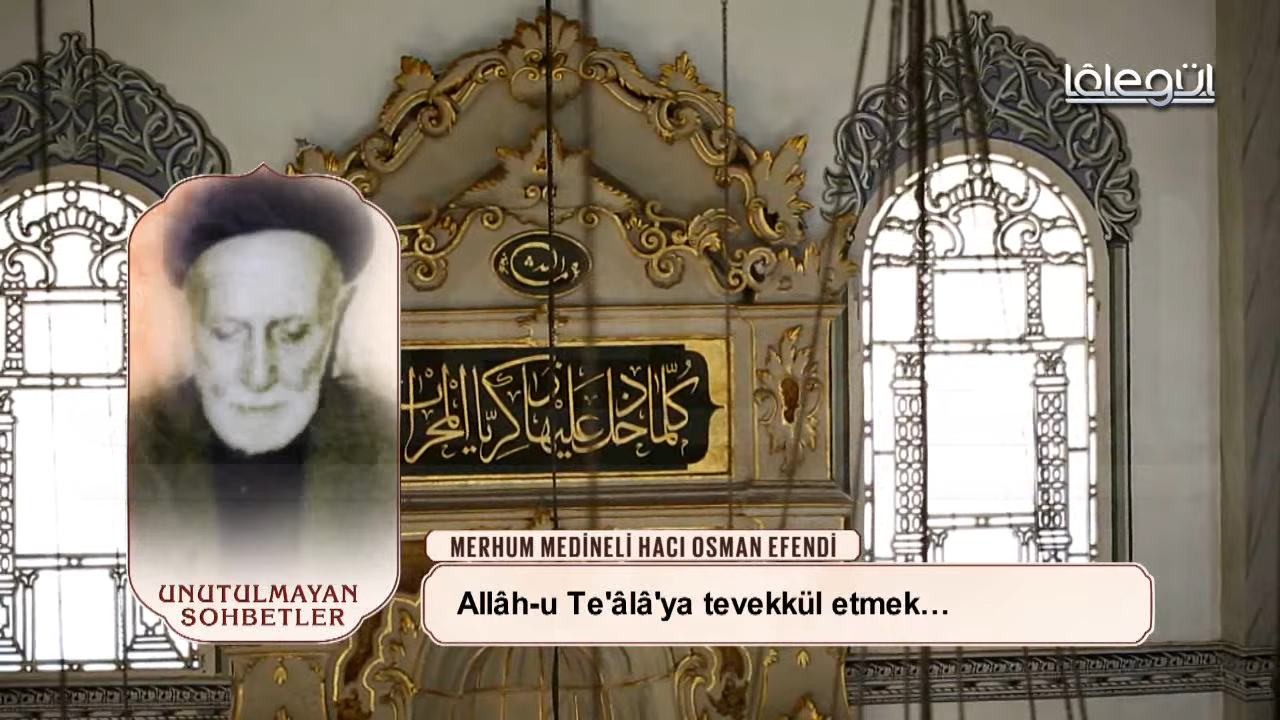 lâlegül
كلما دخل عليها زكريا المحراب
MERHUM MEDİNELİ HACI OSMAN EFENDİ
Allâh-u Te'âlâ'ya tevekkül etmek...
UNUTULMAYAN
SOHBETLER